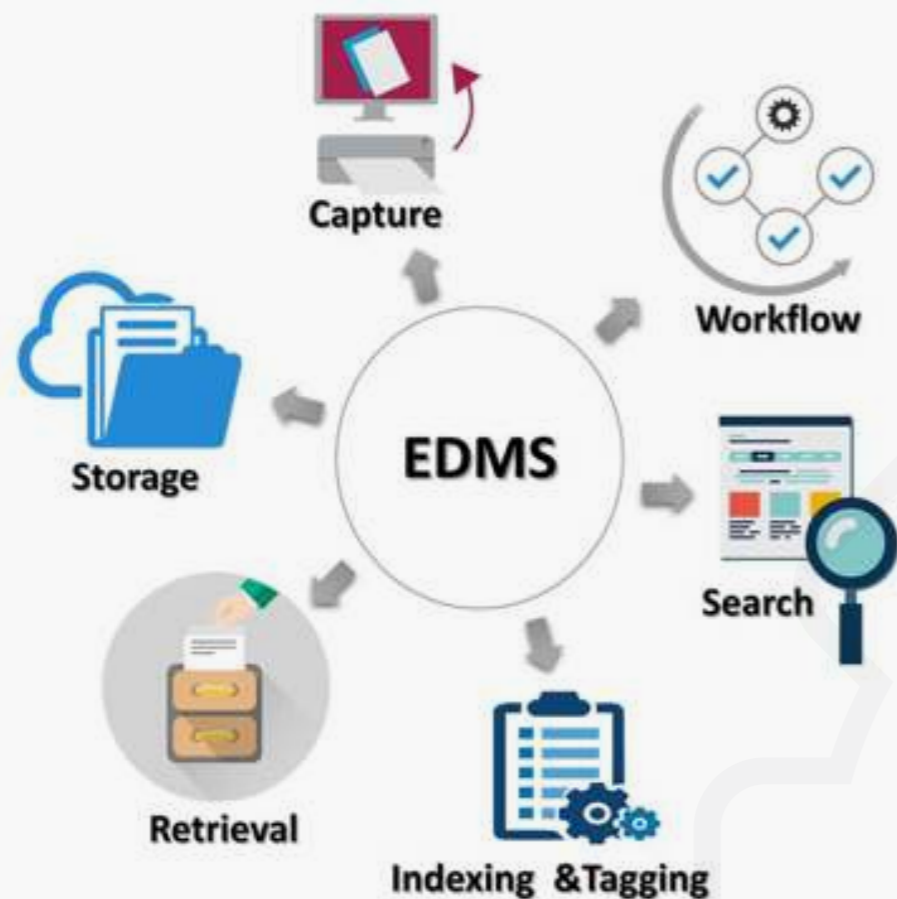 Capture
Workflow
Storage
EDMS
Search
Retrieval
Indexing &Tagging